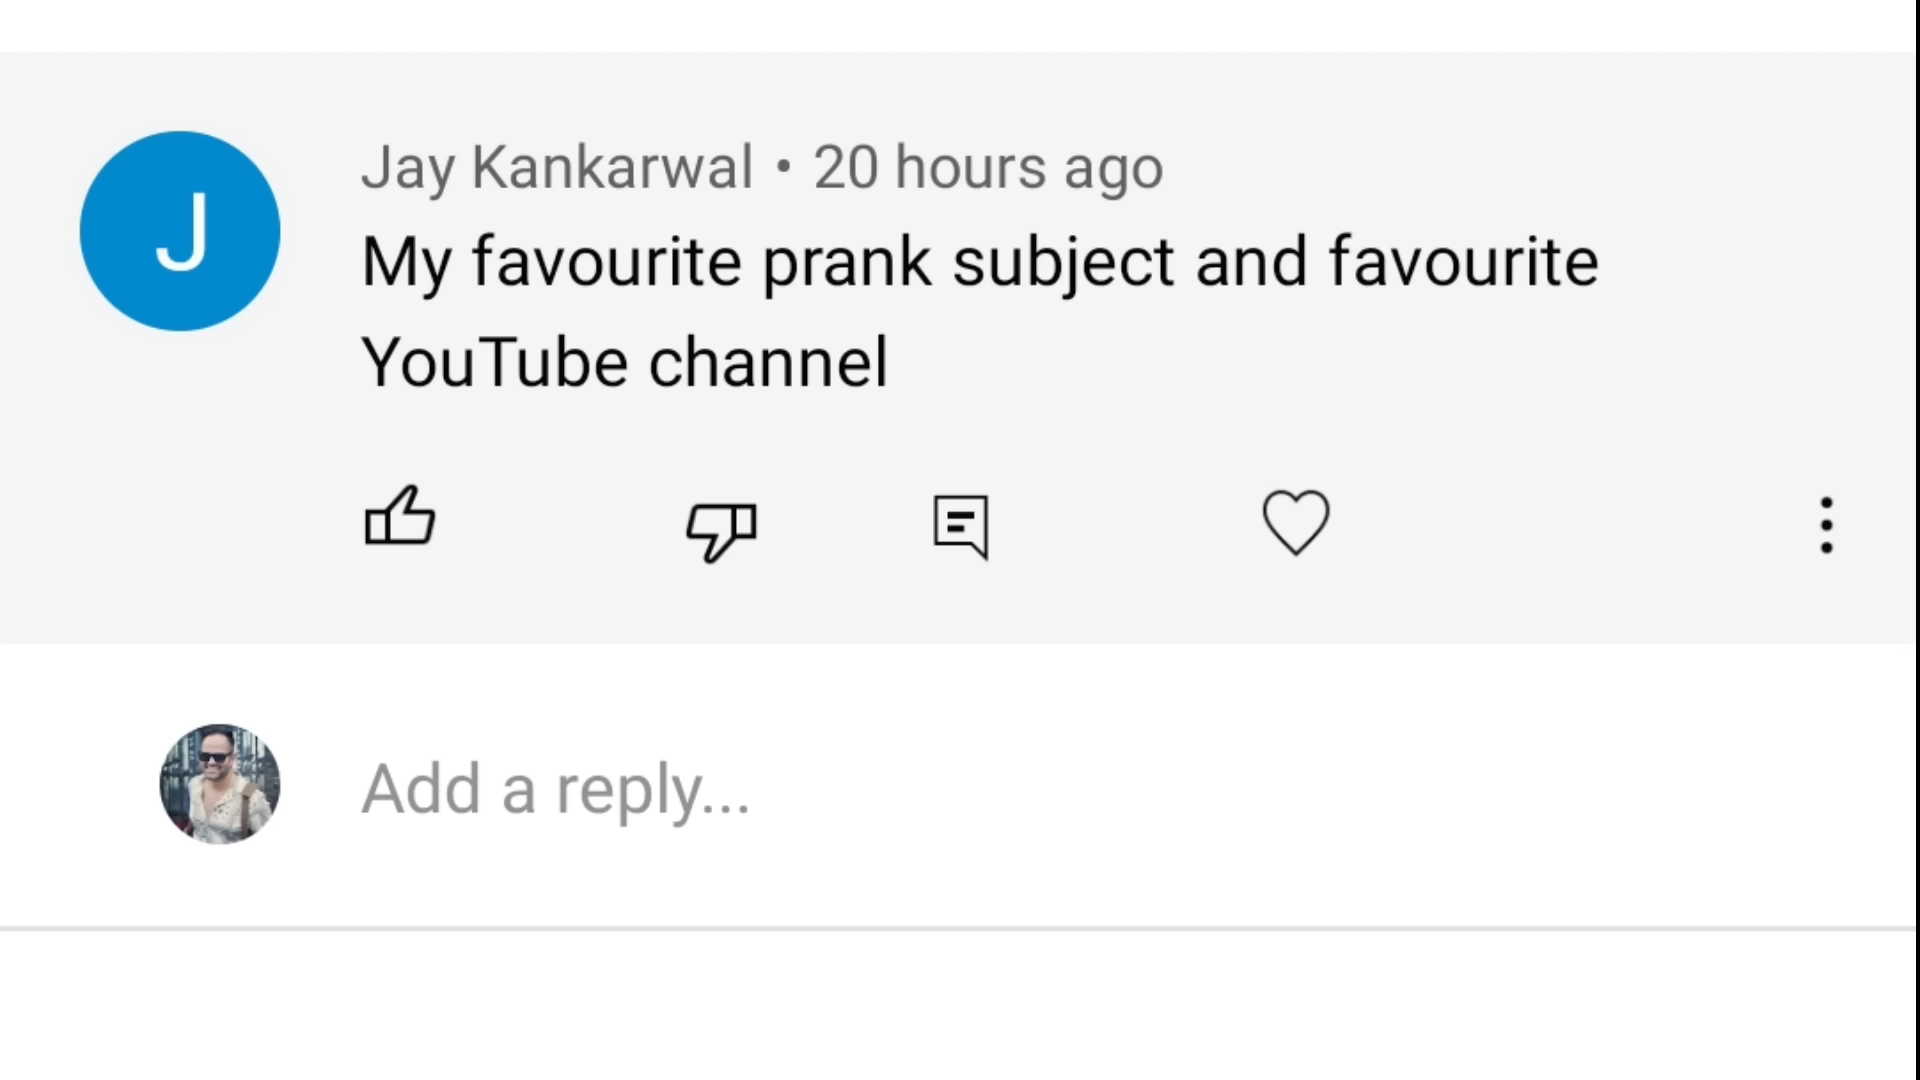 J
Jay Kankarwal • 20 hours ago
My favourite prank subject and favourite
YouTube channel
Add a reply...